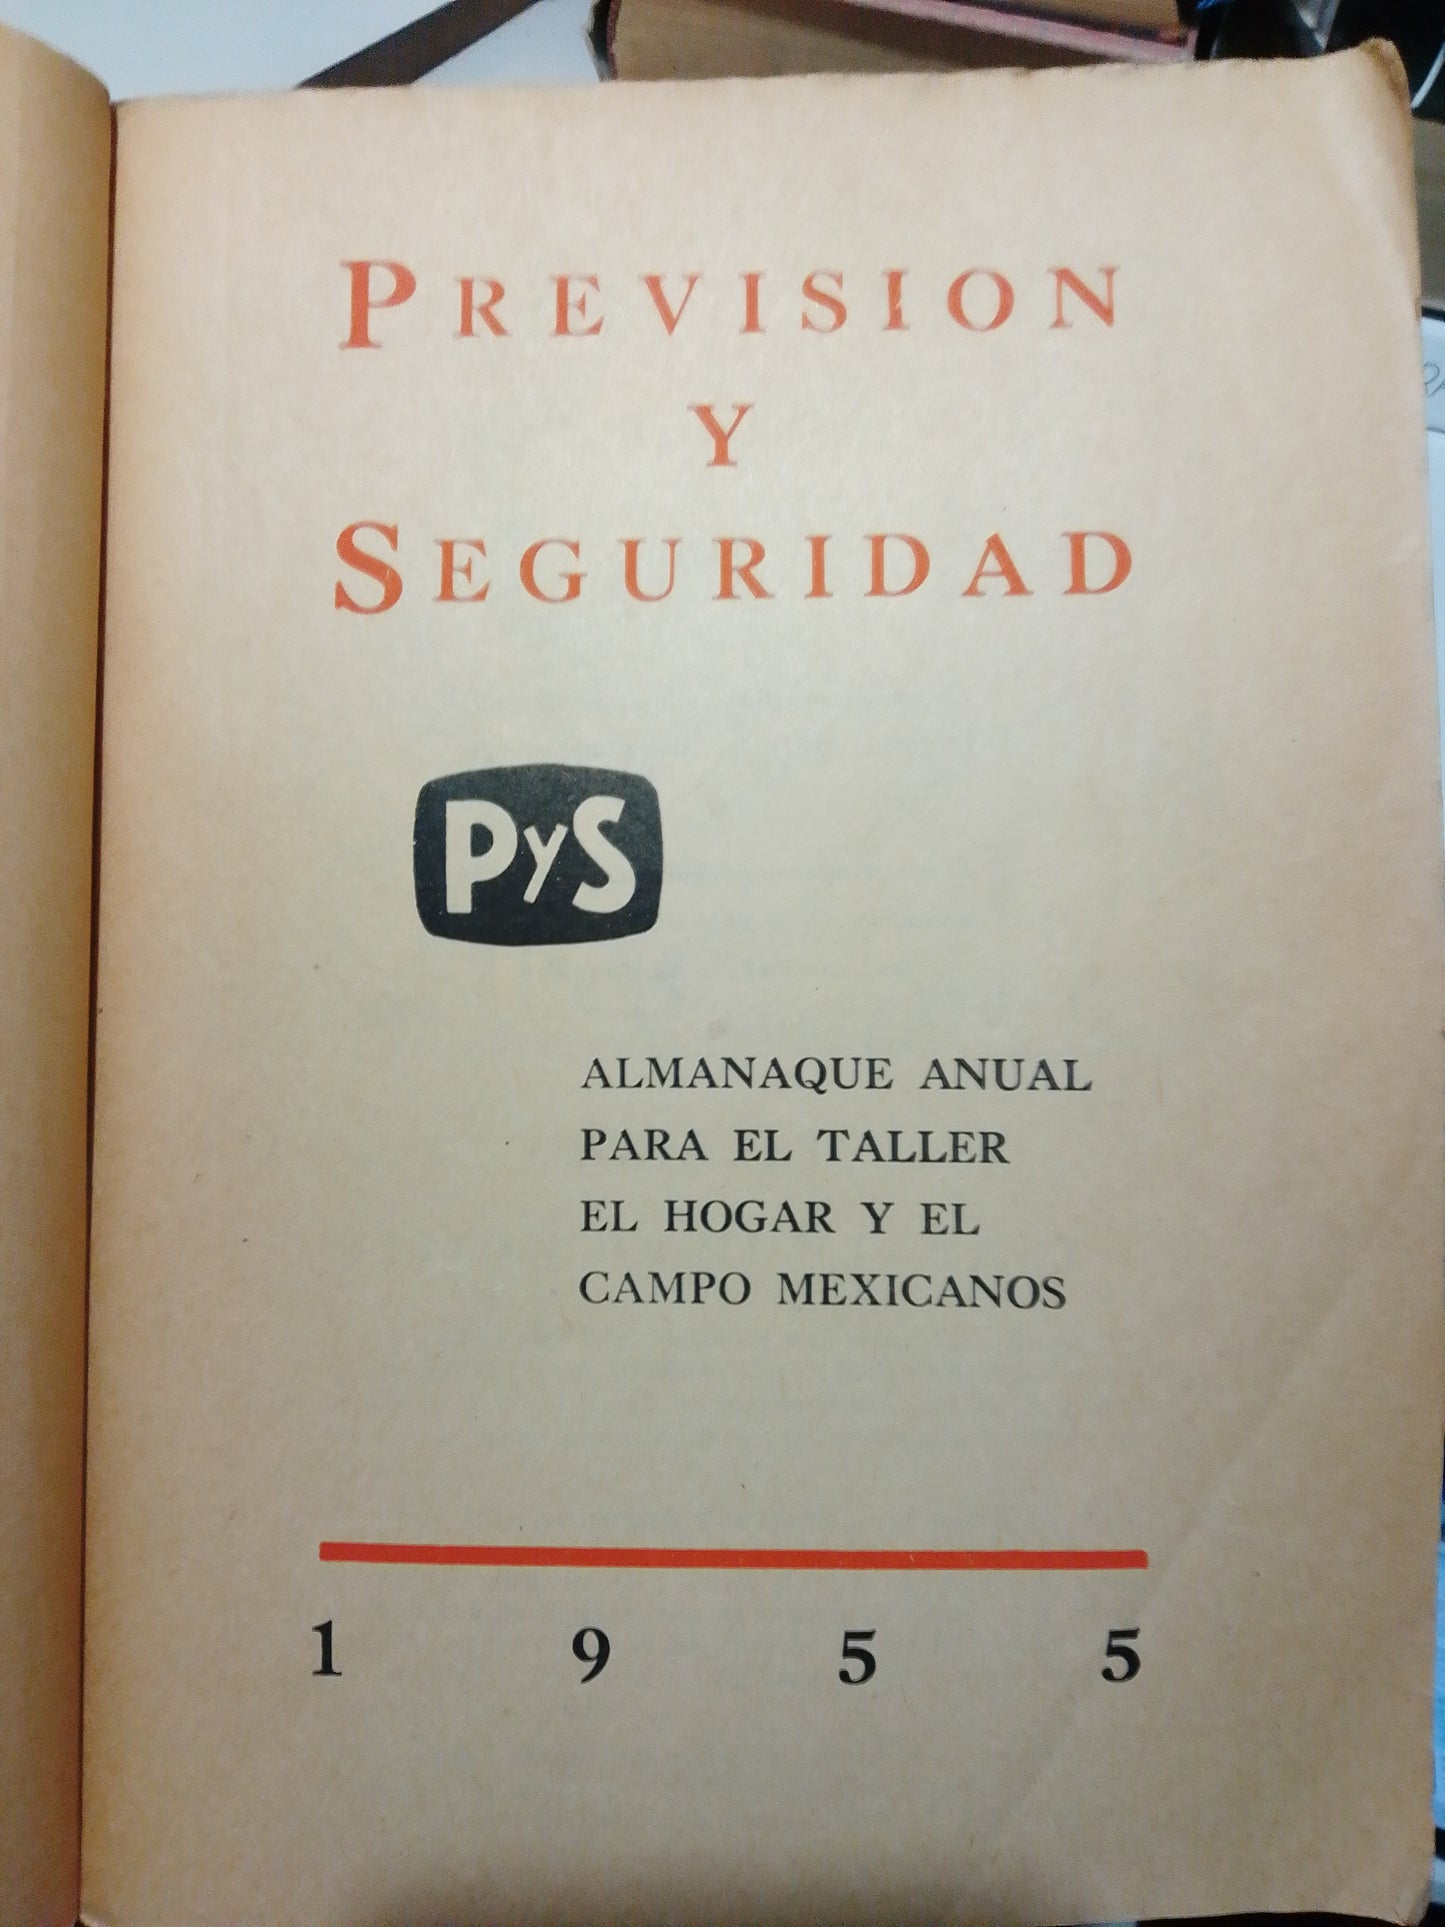 PREVISION
Y
SEGURIDAD
PyS
ALMANAQUE ANUAL
PARA EL TALLER
EL HOGAR Y EL
CAMPO MEXICANOS
1 9 5 5